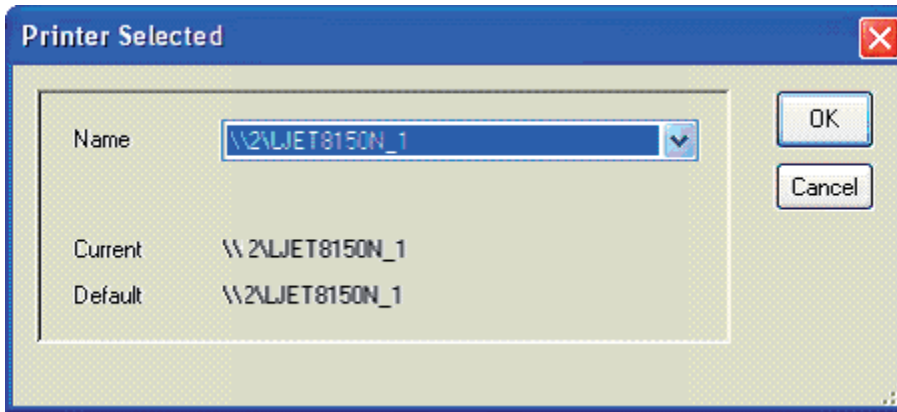 Printer Selected
Name \\2\LJET8150N_1
OK
Cancel
Current \\ 2\LJET8150N_1
Default \\2\LJET8150N_1